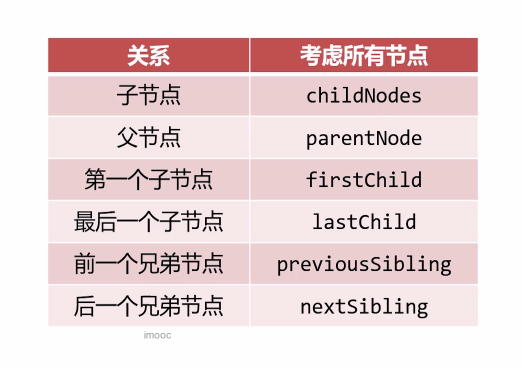 关系 考虑所有节点
子节点 childNodes
父节点 parentNode
第一个子节点 firstChild
最后一个子节点 lastChild
前一个兄弟节点 previousSibling
后一个兄弟节点 nextSibling
imooc